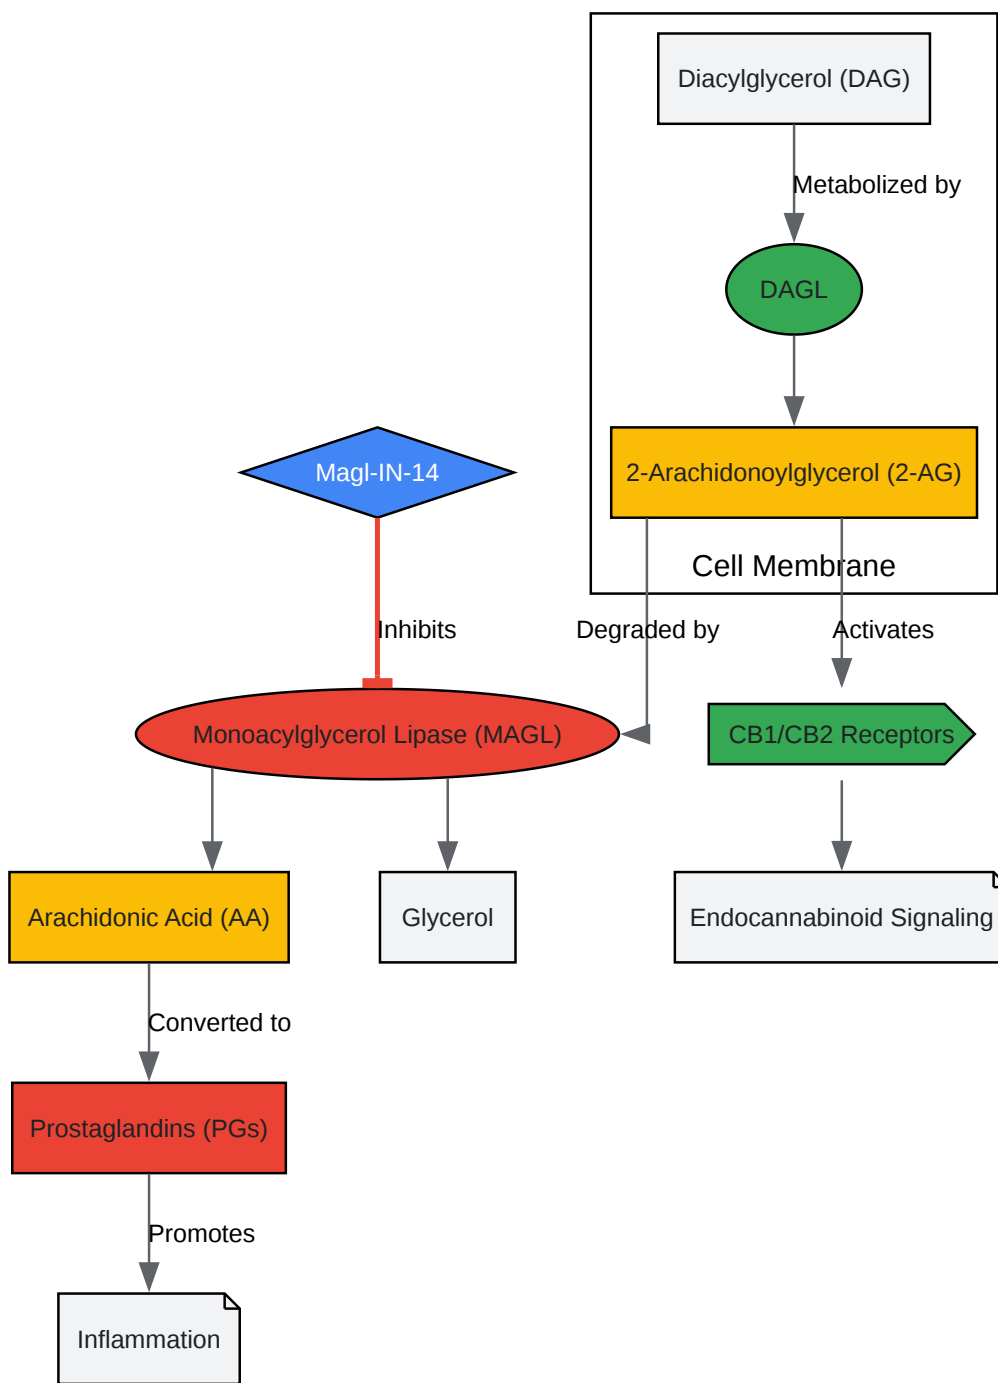 Diacylglycerol (DAG)
Metabolized by
DAGL
Magl-IN-14
2-Arachidonoylglycerol (2-AG)
Cell Membrane
Inhibits
Degraded by
Activates
Monoacylglycerol Lipase (MAGL)
CB1/CB2 Receptors
Arachidonic Acid (AA)
Glycerol
Endocannabinoid Signaling
Converted to
Prostaglandins (PGs)
Promotes
Inflammation